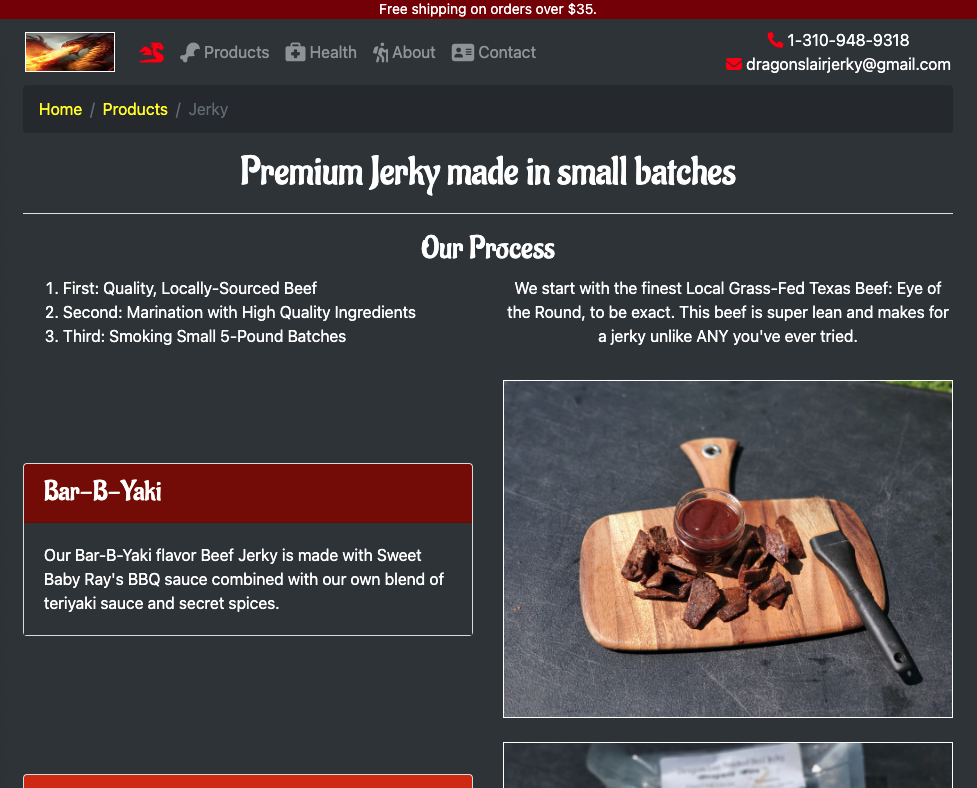 Free shipping on orders over $35.
Products Health About Contact
1-310-948-9318
dragonslairjerky@gmail.com
Home / Products / Jerky
Premium Jerky made in small batches
Our Process
1. First: Quality, Locally-Sourced Beef
2. Second: Marination with High Quality Ingredients
3. Third: Smoking Small 5-Pound Batches
We start with the finest Local Grass-Fed Texas Beef: Eye of
the Round, to be exact. This beef is super lean and makes for
a jerky unlike ANY you've ever tried.
Bar-B-Yaki
Our Bar-B-Yaki flavor Beef Jerky is made with Sweet
Baby Ray's BBQ sauce combined with our own blend of
teriyaki sauce and secret spices.